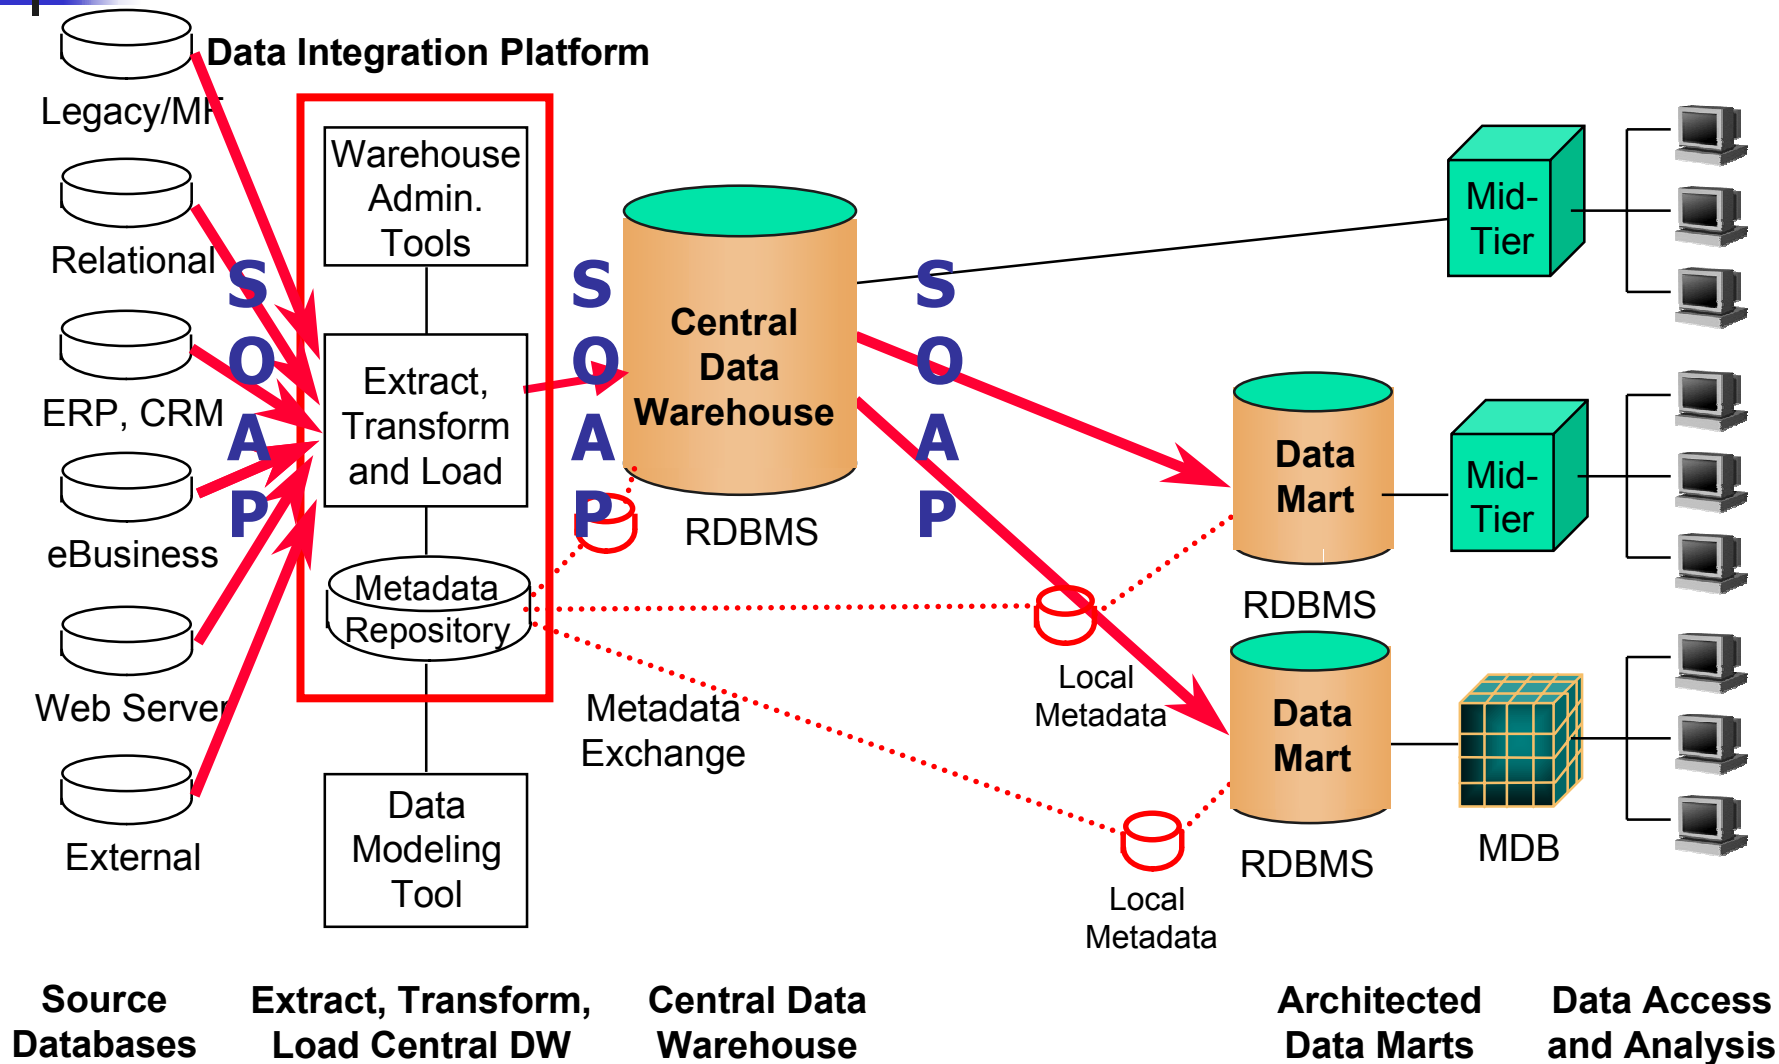 Data Integration Platform
Legacy/MF
Relational
ERP, CRM
eBusiness
Web Server
External
S
O
A
P
Warehouse
Admin.
Tools
Extract,
Transform
and Load
Metadata
Repository
Data
Modeling
Tool
S
O
A
P
Central
Data
Warehouse
RDBMS
Metadata
Exchange
S
O
A
P
Local
Metadata
Local
Metadata
Data
Mart
RDBMS
Data
Mart
RDBMS
Mid-
Tier
Mid-
Tier
MDB
Source
Databases
Extract, Transform,
Load Central DW
Central Data
Warehouse
Architected
Data Marts
Data Access
and Analysis